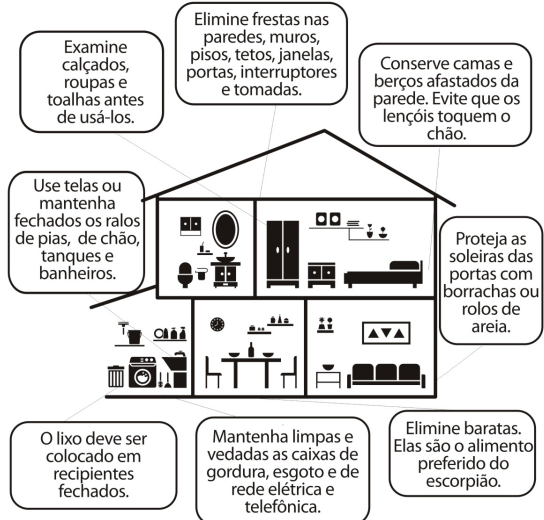 Examine
calçados,
roupas e
toalhas antes
de usá-los.
Elimine frestas nas
paredes, muros,
pisos, tetos, janelas,
portas, interruptores
e tomadas.
Conserve camas e
berços afastados da
parede. Evite que os
lençóis toquem o
chão.
Use telas ou
mantenha
fechados os ralos
de pias, de chão,
tanques e
banheiros.
Proteja as
soleiras das
portas com
borrachas ou
rolos de
areia.
O lixo deve ser
colocado em
recipientes
fechados.
Mantenha limpas e
vedadas as caixas de
gordura, esgoto e de
rede elétrica e
telefônica.
Elimine baratas.
Elas são o alimento
preferido do
escorpião.